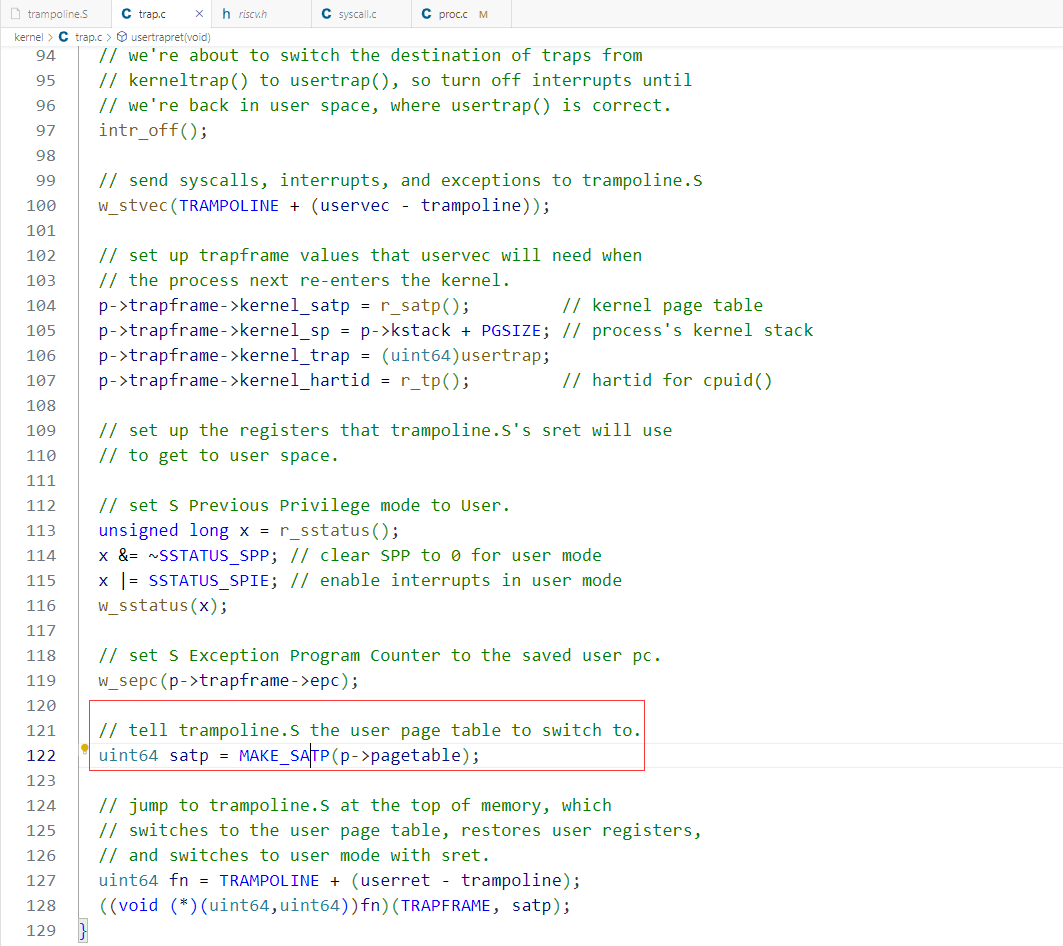 trampoline.S
C trap.c ×
h riscv.h
C syscall.c
C proc.c M
kernel > C trap.c > usertrapret(void)
94 // we're about to switch the destination of traps from
95 // kerneltrap() to usertrap(), so turn off interrupts until
96 // we're back in user space, where usertrap() is correct.
97 intr_off();
98
99 // send syscalls, interrupts, and exceptions to trampoline.S
100 w_stvec(TRAMPOLINE + (uservec - trampoline));
101
102 // set up trapframe values that uservec will need when
103 // the process next re-enters the kernel.
104 p->trapframe->kernel_satp = r_satp();         // kernel page table
105 p->trapframe->kernel_sp = p->kstack + PGSIZE; // process's kernel stack
106 p->trapframe->kernel_trap = (uint64)usertrap;
107 p->trapframe->kernel_hartid = r_tp();         // hartid for cpuid()
108
109 // set up the registers that trampoline.S's sret will use
110 // to get to user space.
111
112 // set S Previous Privilege mode to User.
113 unsigned long x = r_sstatus();
114 x &= ~SSTATUS_SPP; // clear SPP to 0 for user mode
115 x |= SSTATUS_SPIE; // enable interrupts in user mode
116 w_sstatus(x);
117
118 // set S Exception Program Counter to the saved user pc.
119 w_sepc(p->trapframe->epc);
120
121 // tell trampoline.S the user page table to switch to.
122 uint64 satp = MAKE_SATP(p->pagetable);
123
124 // jump to trampoline.S at the top of memory, which
125 // switches to the user page table, restores user registers,
126 // and switches to user mode with sret.
127 uint64 fn = TRAMPOLINE + (userret - trampoline);
128 ((void (*)(uint64,uint64))fn)(TRAPFRAME, satp);
129 }